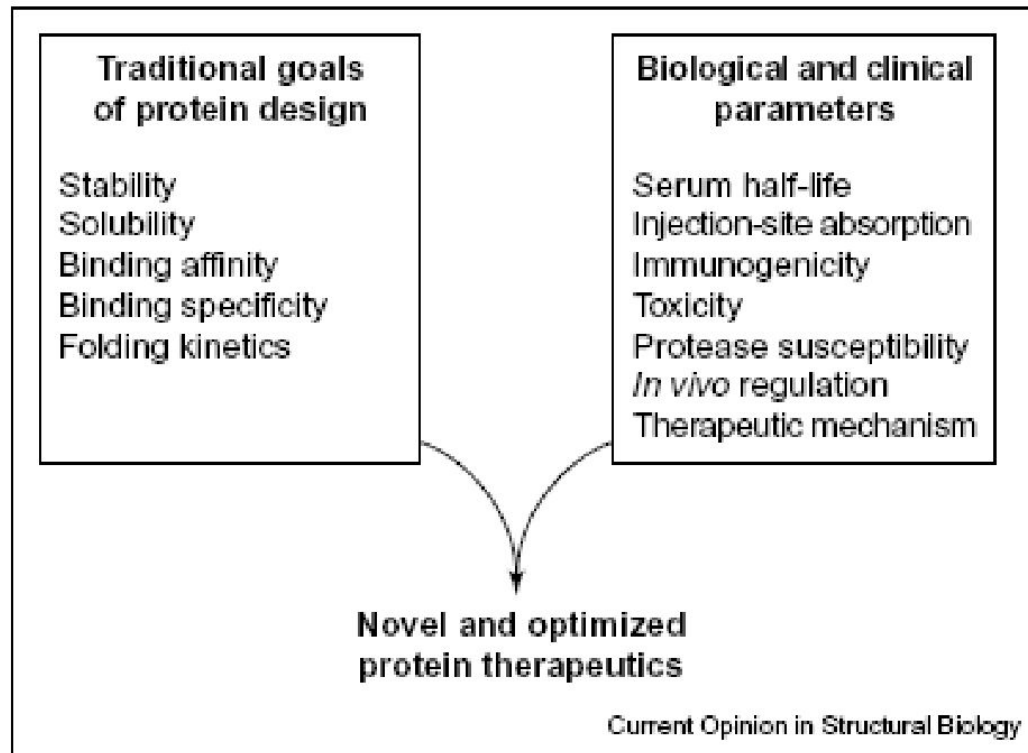 Traditional goals
of protein design
Stability
Solubility
Binding affinity
Binding specificity
Folding kinetics
Biological and clinical
parameters
Serum half-life
Injection-site absorption
Immunogenicity
Toxicity
Protease susceptibility
In vivo regulation
Therapeutic mechanism
Novel and optimized
protein therapeutics
Current Opinion in Structural Biology